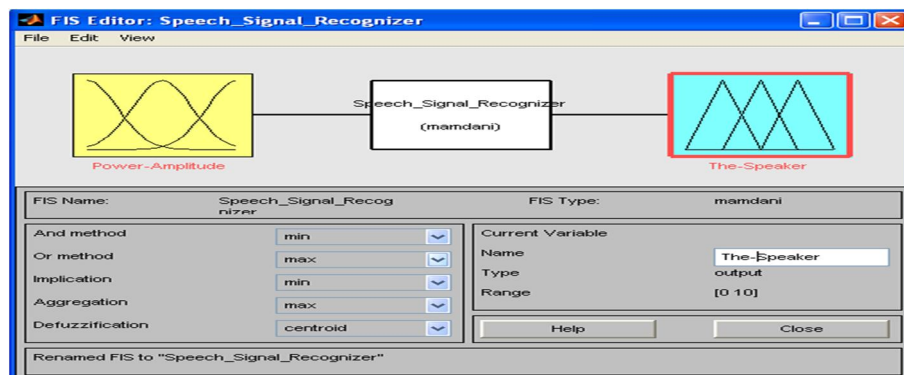 FIS Editor: Speech_Signal_Recognizer
File Edit View
Speech_Signal_Recognizer
(mamdani)
Power-Amplitude
The-Speaker
FIS Name:
Speech_Signal_Recog
nizer
FIS Type:
mamdani
And method
min
Or method
max
Implication
min
Aggregation
max
Defuzzification
centroid
Current Variable
Name
The-Speaker
Type
output
Range
[0 10]
Help
Close
Renamed FIS to "Speech_Signal_Recognizer"